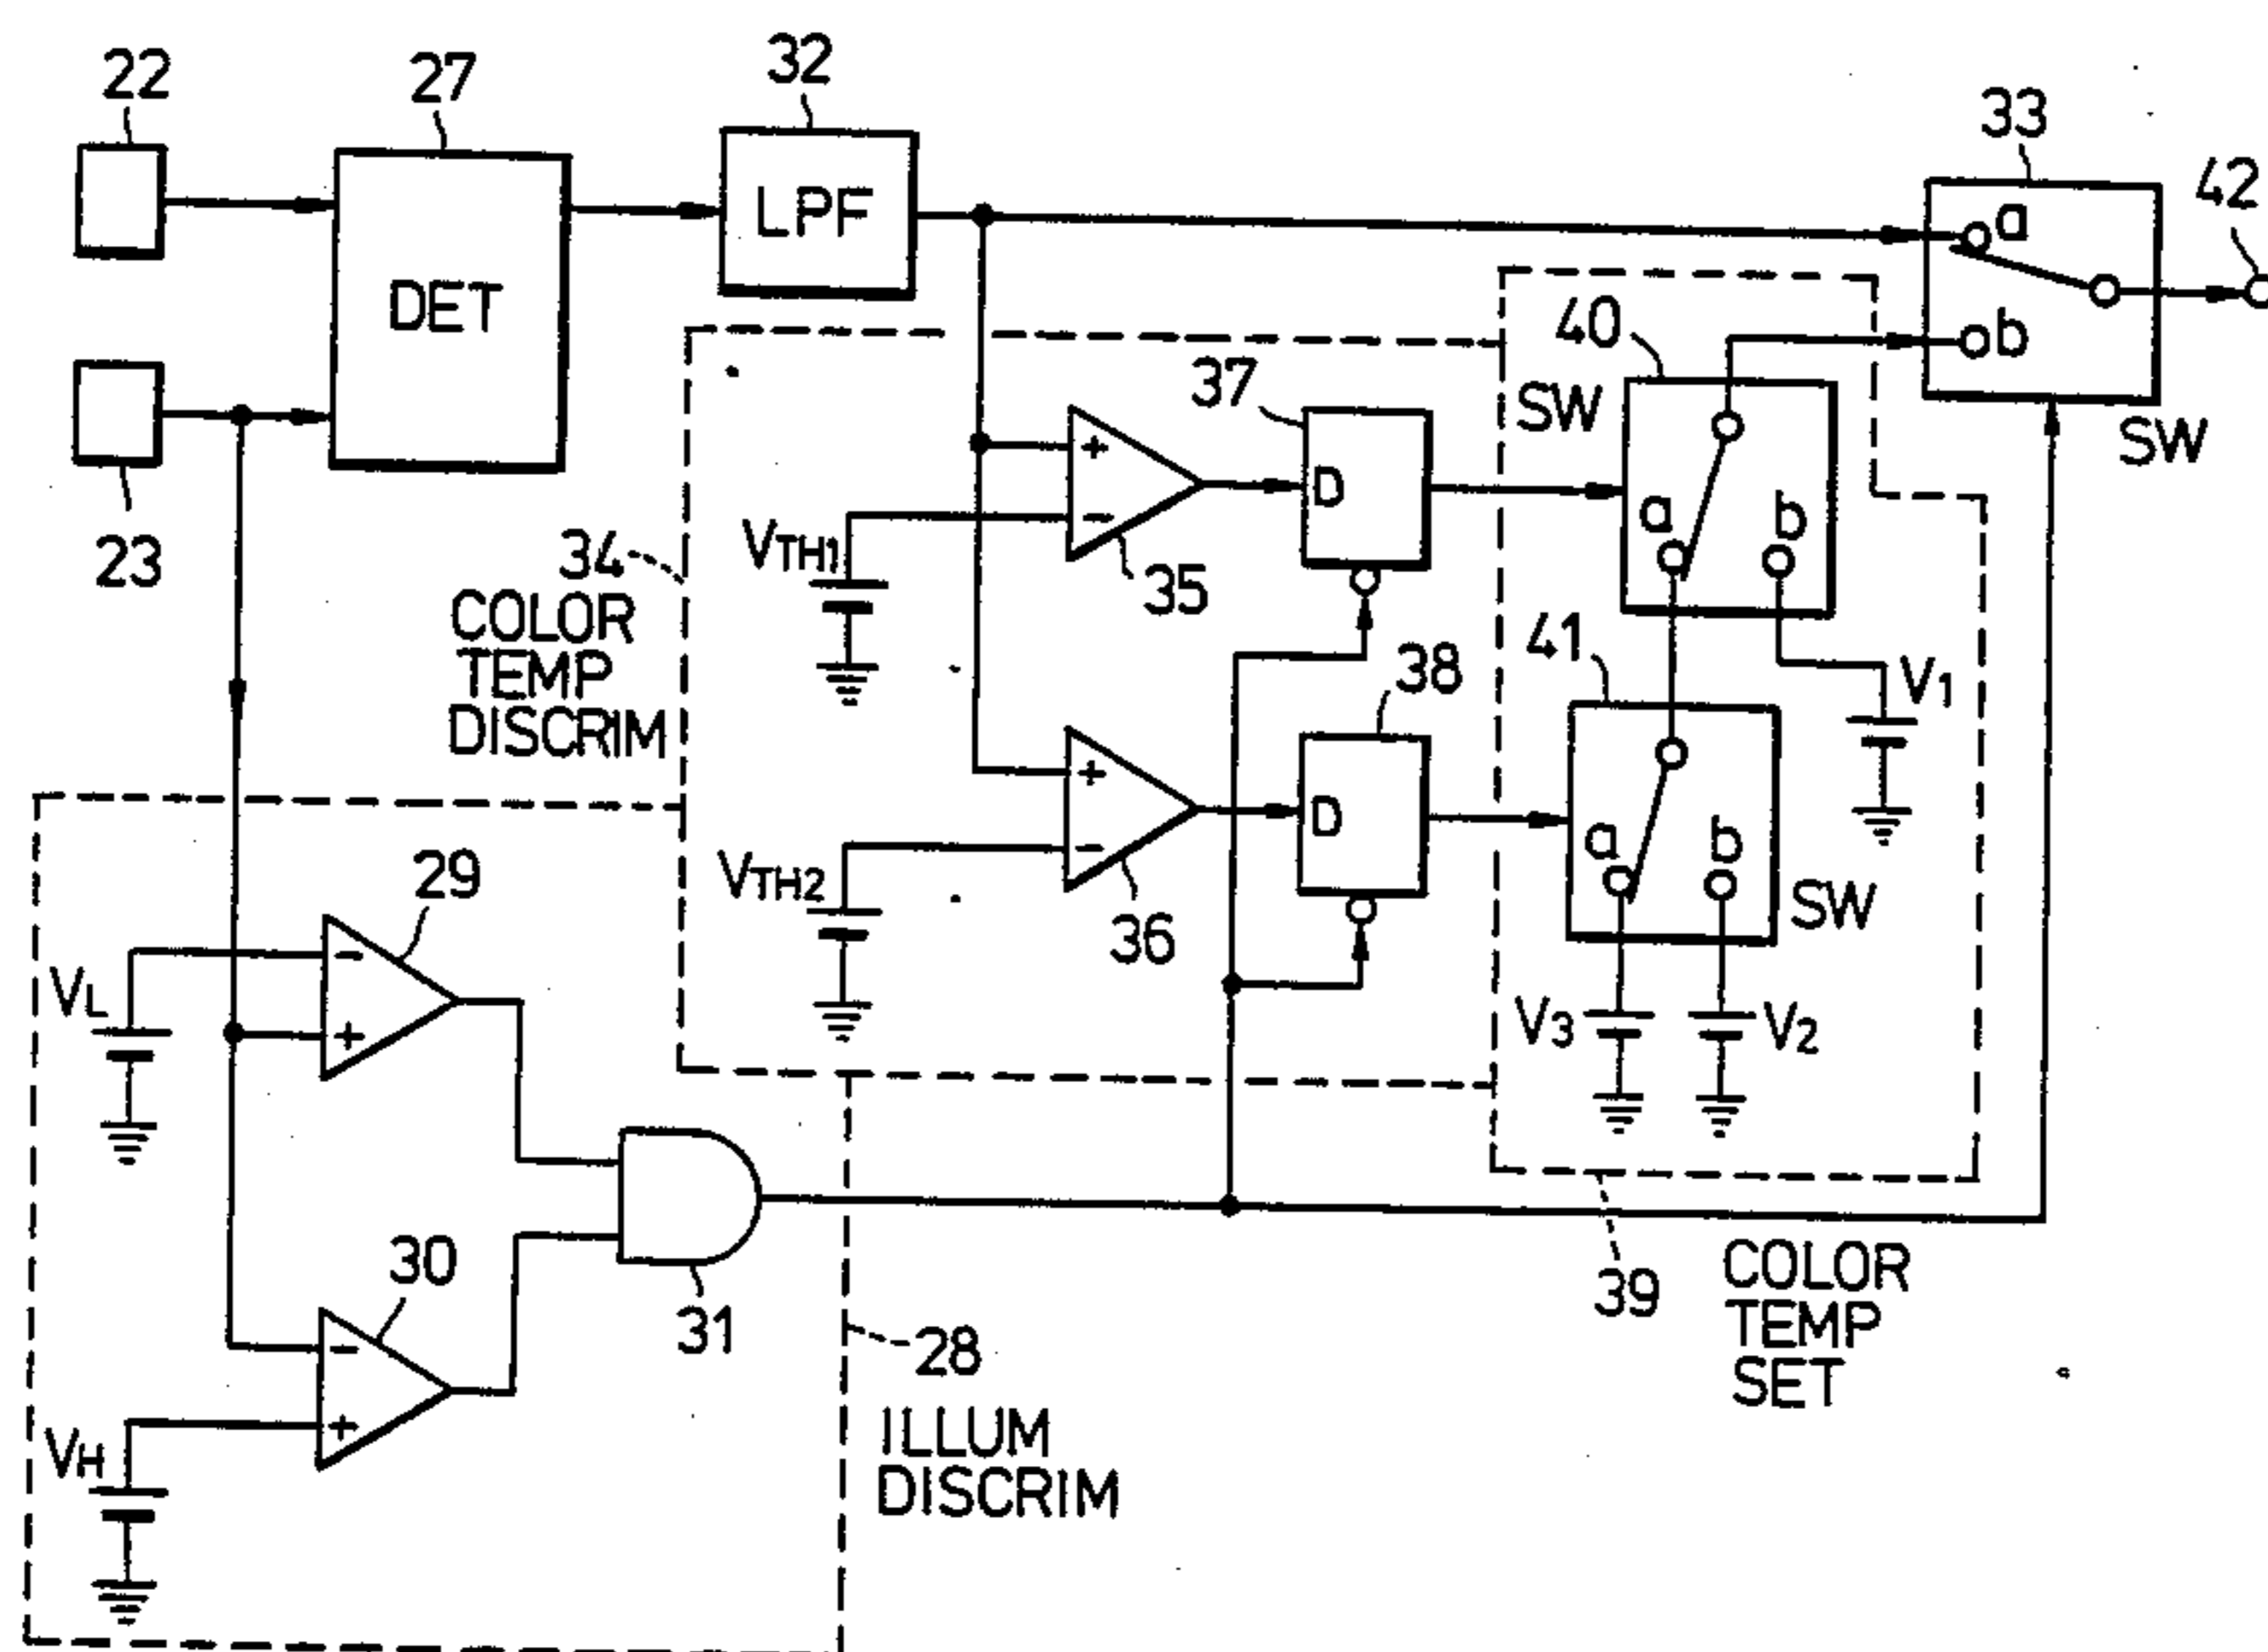 22
27
32
33
42
LPF
a
DET
b
40
37
SW
SW
+
D
a
b
VTH1
−
23
34
35
COLOR
TEMP
DISCRIM
41
38
V1
+
D
a
b
VTH2
−
29
36
SW
−
VL
V3
V2
+
30
31
39
COLOR
TEMP
SET
28
−
VH
+
ILLUM
DISCRIM